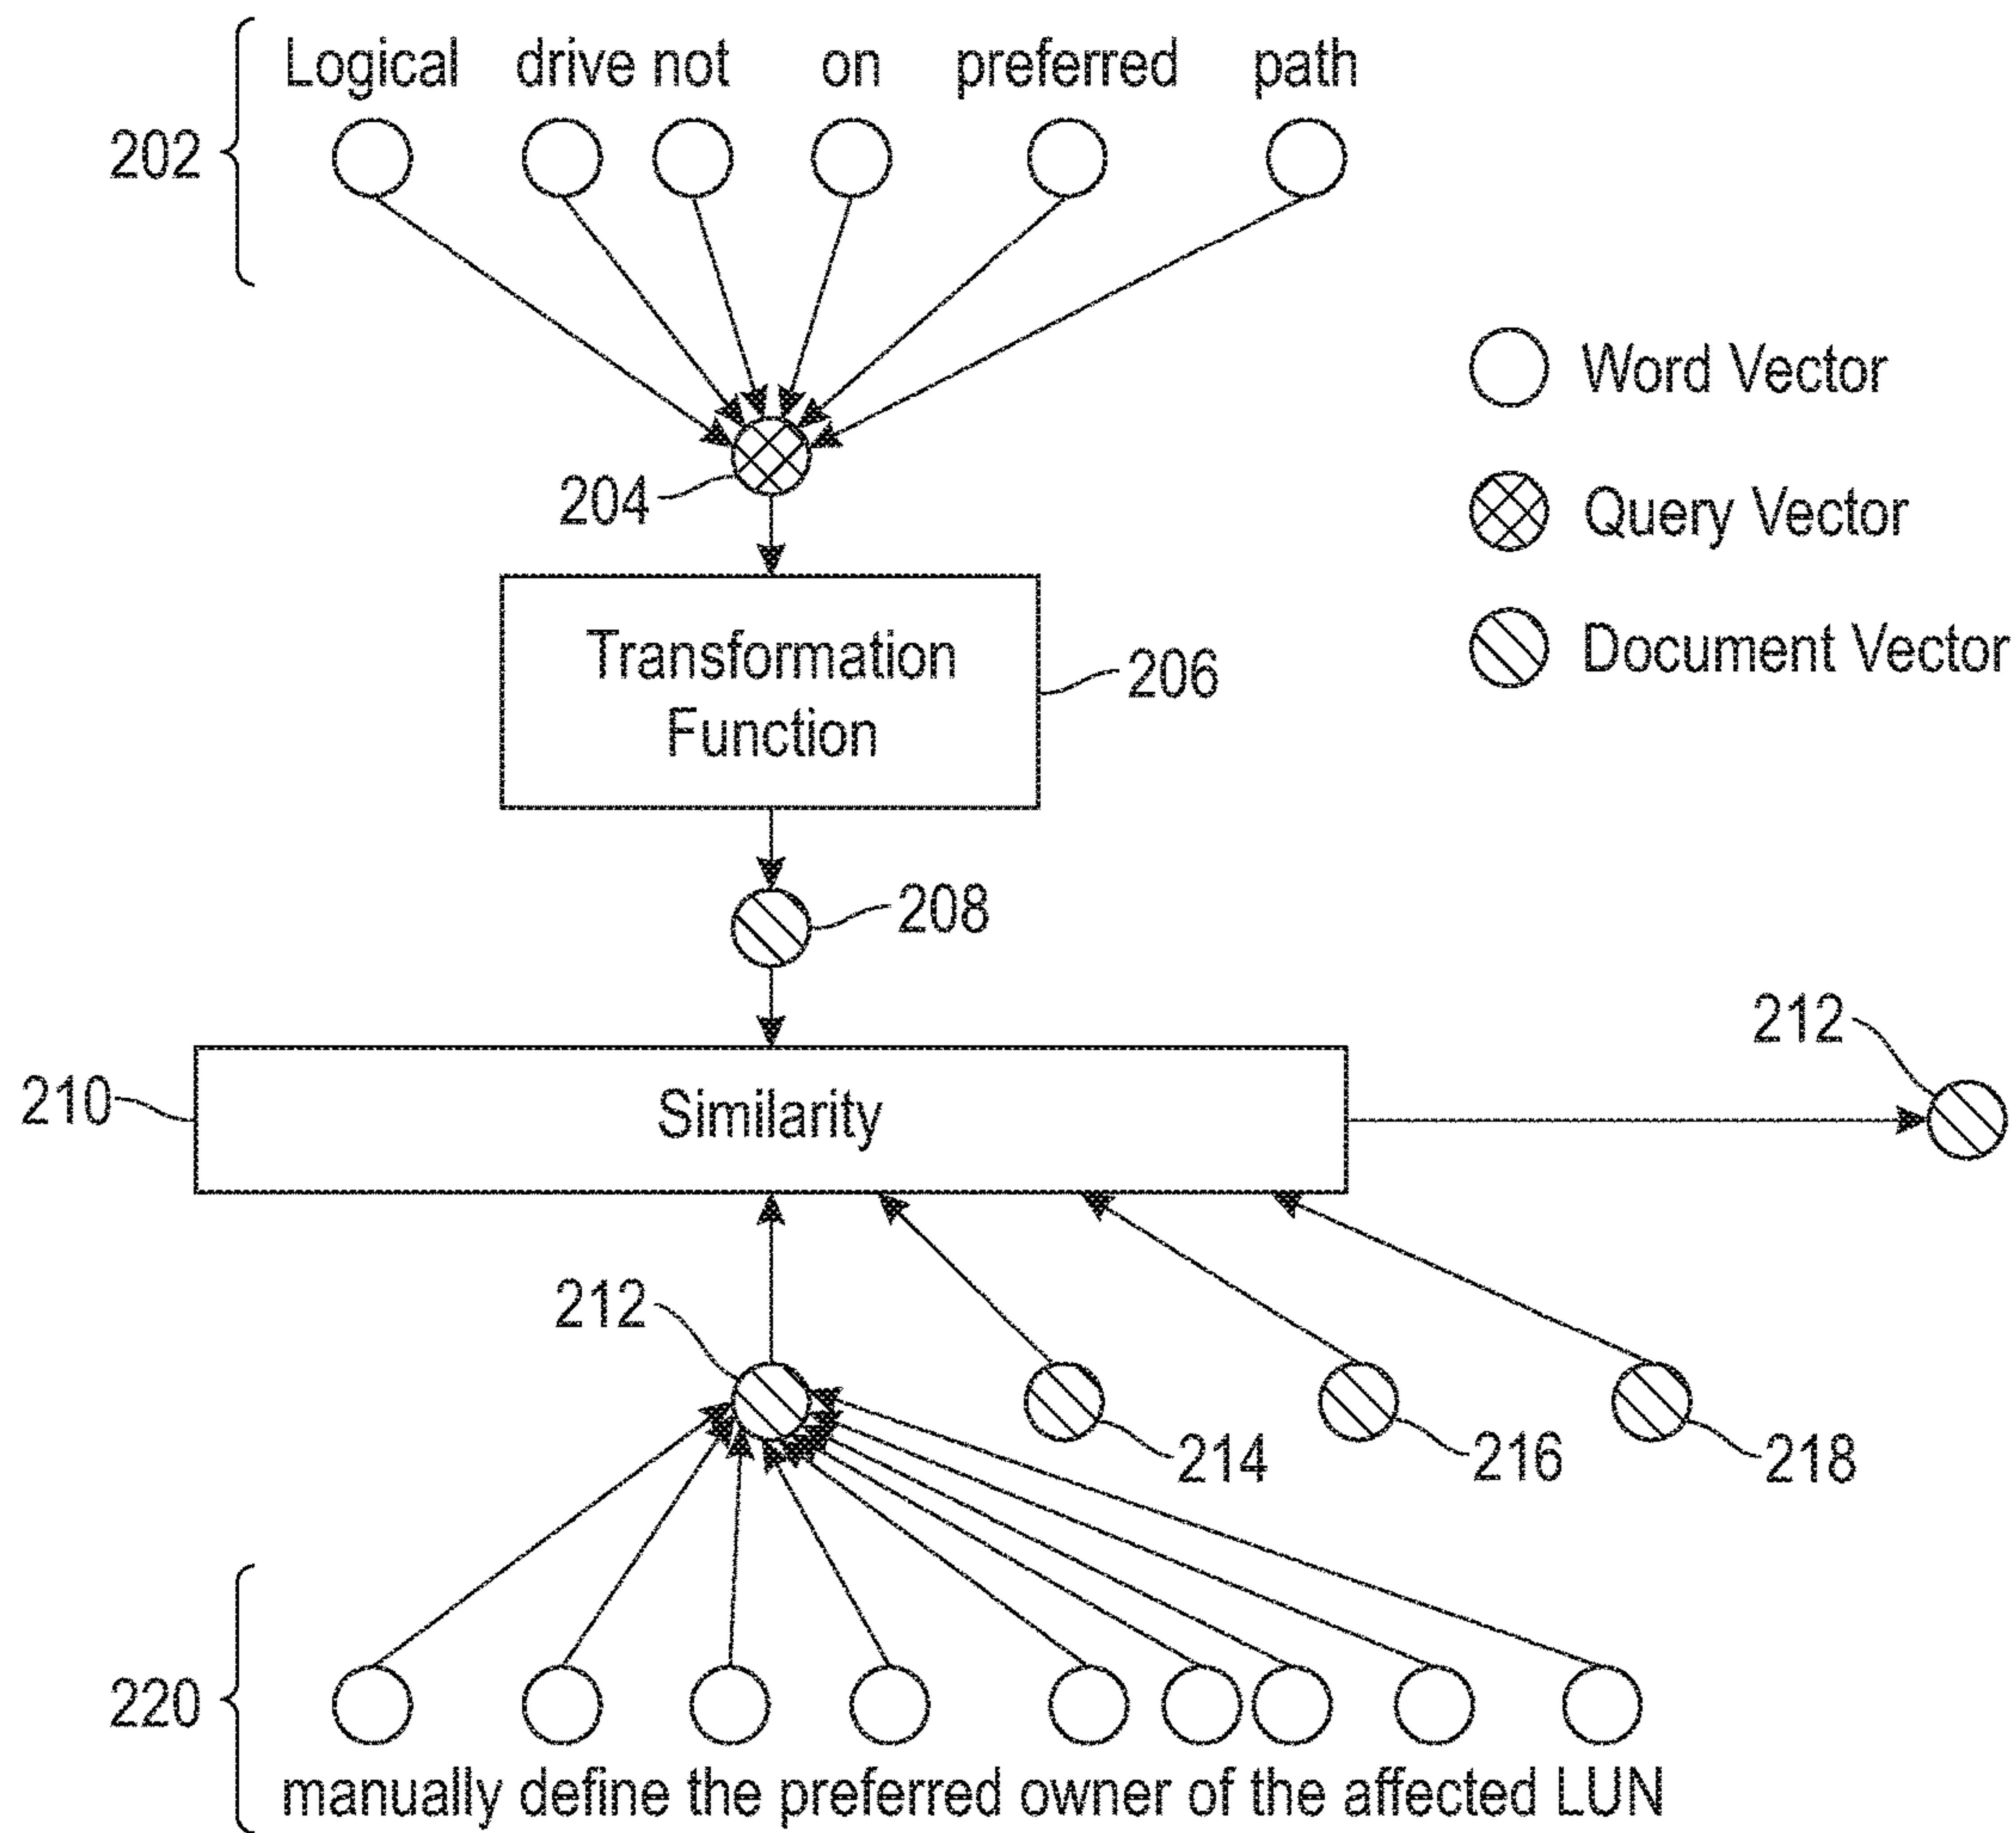 Logical drive not on preferred path
202
Word Vector
204
Query Vector
Transformation
Function
206
Document Vector
208
212
210
Similarity
212
214
216
218
220
manually define the preferred owner of the affected LUN